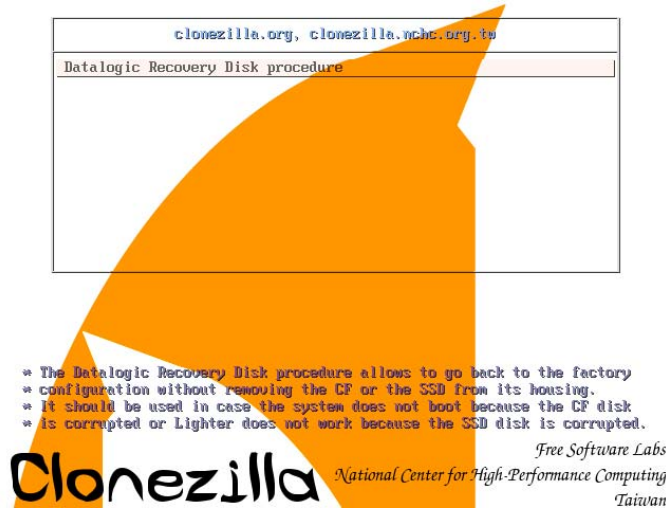 clonezilla.org, clonezilla.nchc.org.tw
Datalogic Recovery Disk procedure
* The Datalogic Recovery Disk procedure allows to go back to the factory
* configuration without removing the CF or the SSD from its housing.
* It should be used in case the system does not boot because the CF disk
* is corrupted or Lighter does not work because the SSD disk is corrupted.
Free Software Labs
Clonezilla National Center for High-Performance Computing
Taiwan